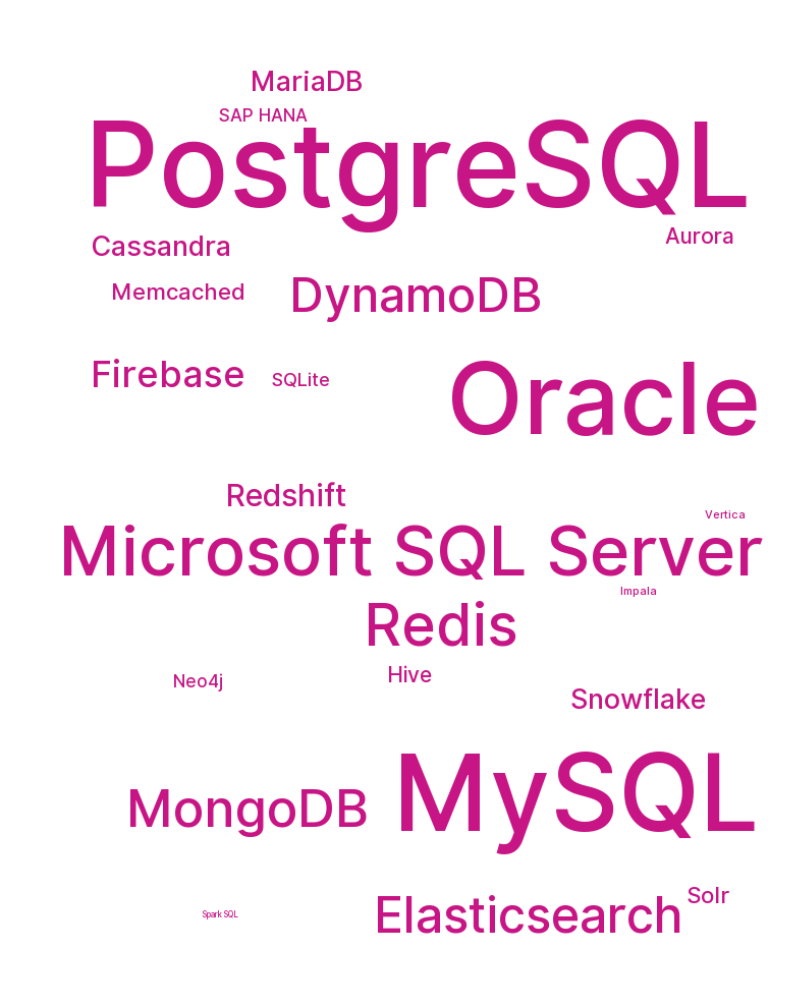 MariaDB
SAP HANA
PostgreSQL
Aurora
Cassandra
Memcached
DynamoDB
Firebase
SQLite
Oracle
Redshift
Vertica
Microsoft SQL Server
Impala
Redis
Hive
Neo4j
Snowflake
MySQL
MongoDB
Solr
Elasticsearch
Spark SQL